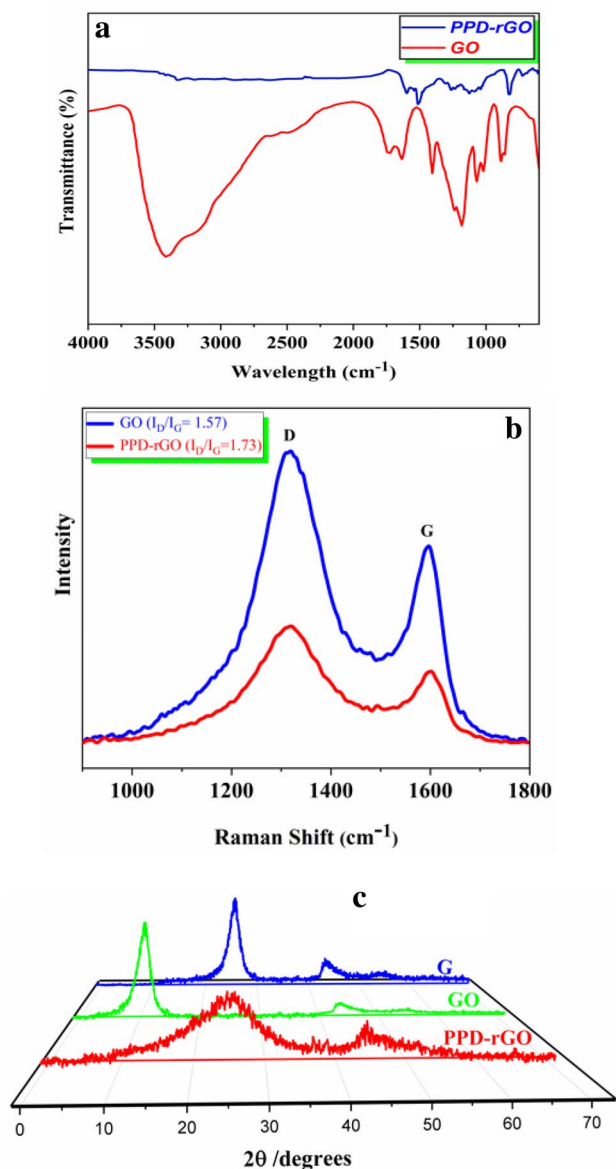 a
PPD-rGO
GO
Transmittance (%)
4000 3500 3000 2500 2000 1500 1000
Wavelength (cm⁻¹)
b
GO (I_D/I_G= 1.57)
PPD-rGO (I_D/I_G=1.73)
D
G
Intensity
1000 1200 1400 1600 1800
Raman Shift (cm⁻¹)
c
G
GO
PPD-rGO
0 10 20 30 40 50 60 70
2θ /degrees